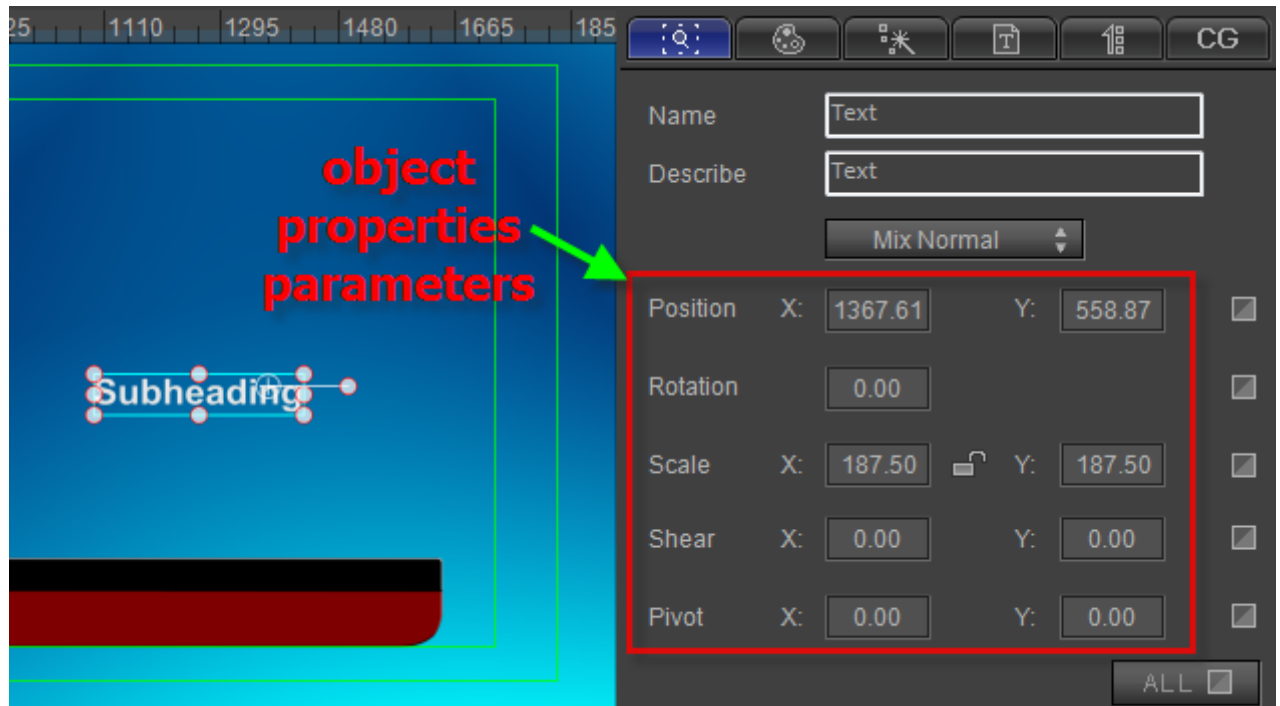 25 1110 1295 1480 1665 185
CG
Name Text
Describe Text
Mix Normal
object
properties
parameters
Position X: 1367.61 Y: 558.87
Rotation 0.00
Subheading
Scale X: 187.50 Y: 187.50
Shear X: 0.00 Y: 0.00
Pivot X: 0.00 Y: 0.00
ALL